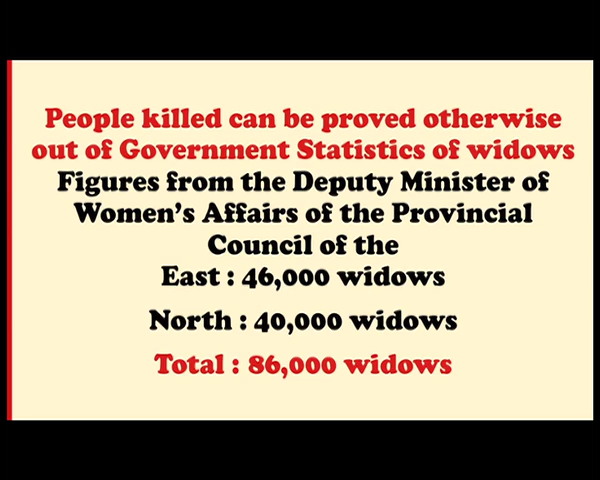 People killed can be proved otherwise
out of Government Statistics of widows
Figures from the Deputy Minister of
Women's Affairs of the Provincial
Council of the
East : 46,000 widows
North : 40,000 widows
Total : 86,000 widows